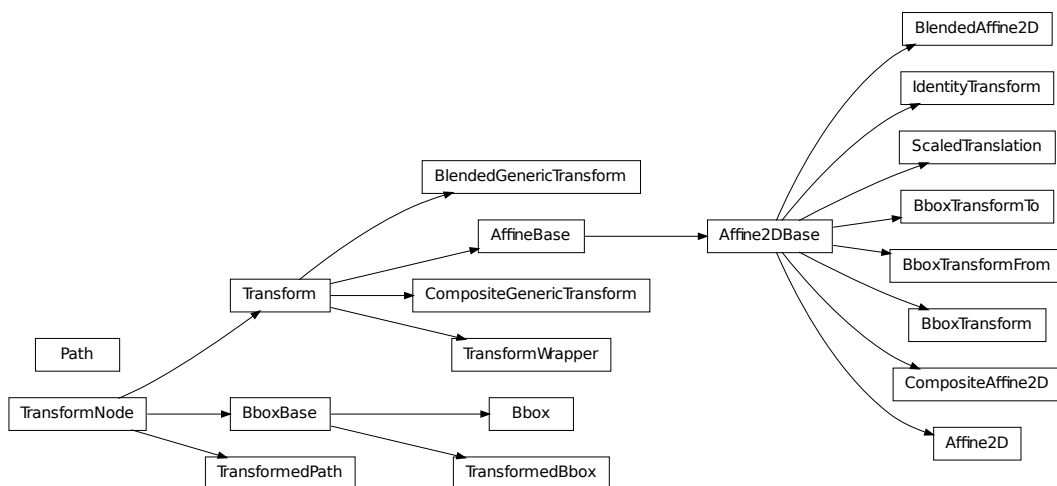 BlendedAffine2D
IdentityTransform
ScaledTranslation
BlendedGenericTransform
BboxTransformTo
AffineBase
Affine2DBase
BboxTransformFrom
Transform
CompositeGenericTransform
BboxTransform
Path
TransformWrapper
CompositeAffine2D
TransformNode
BboxBase
Bbox
Affine2D
TransformedPath
TransformedBbox